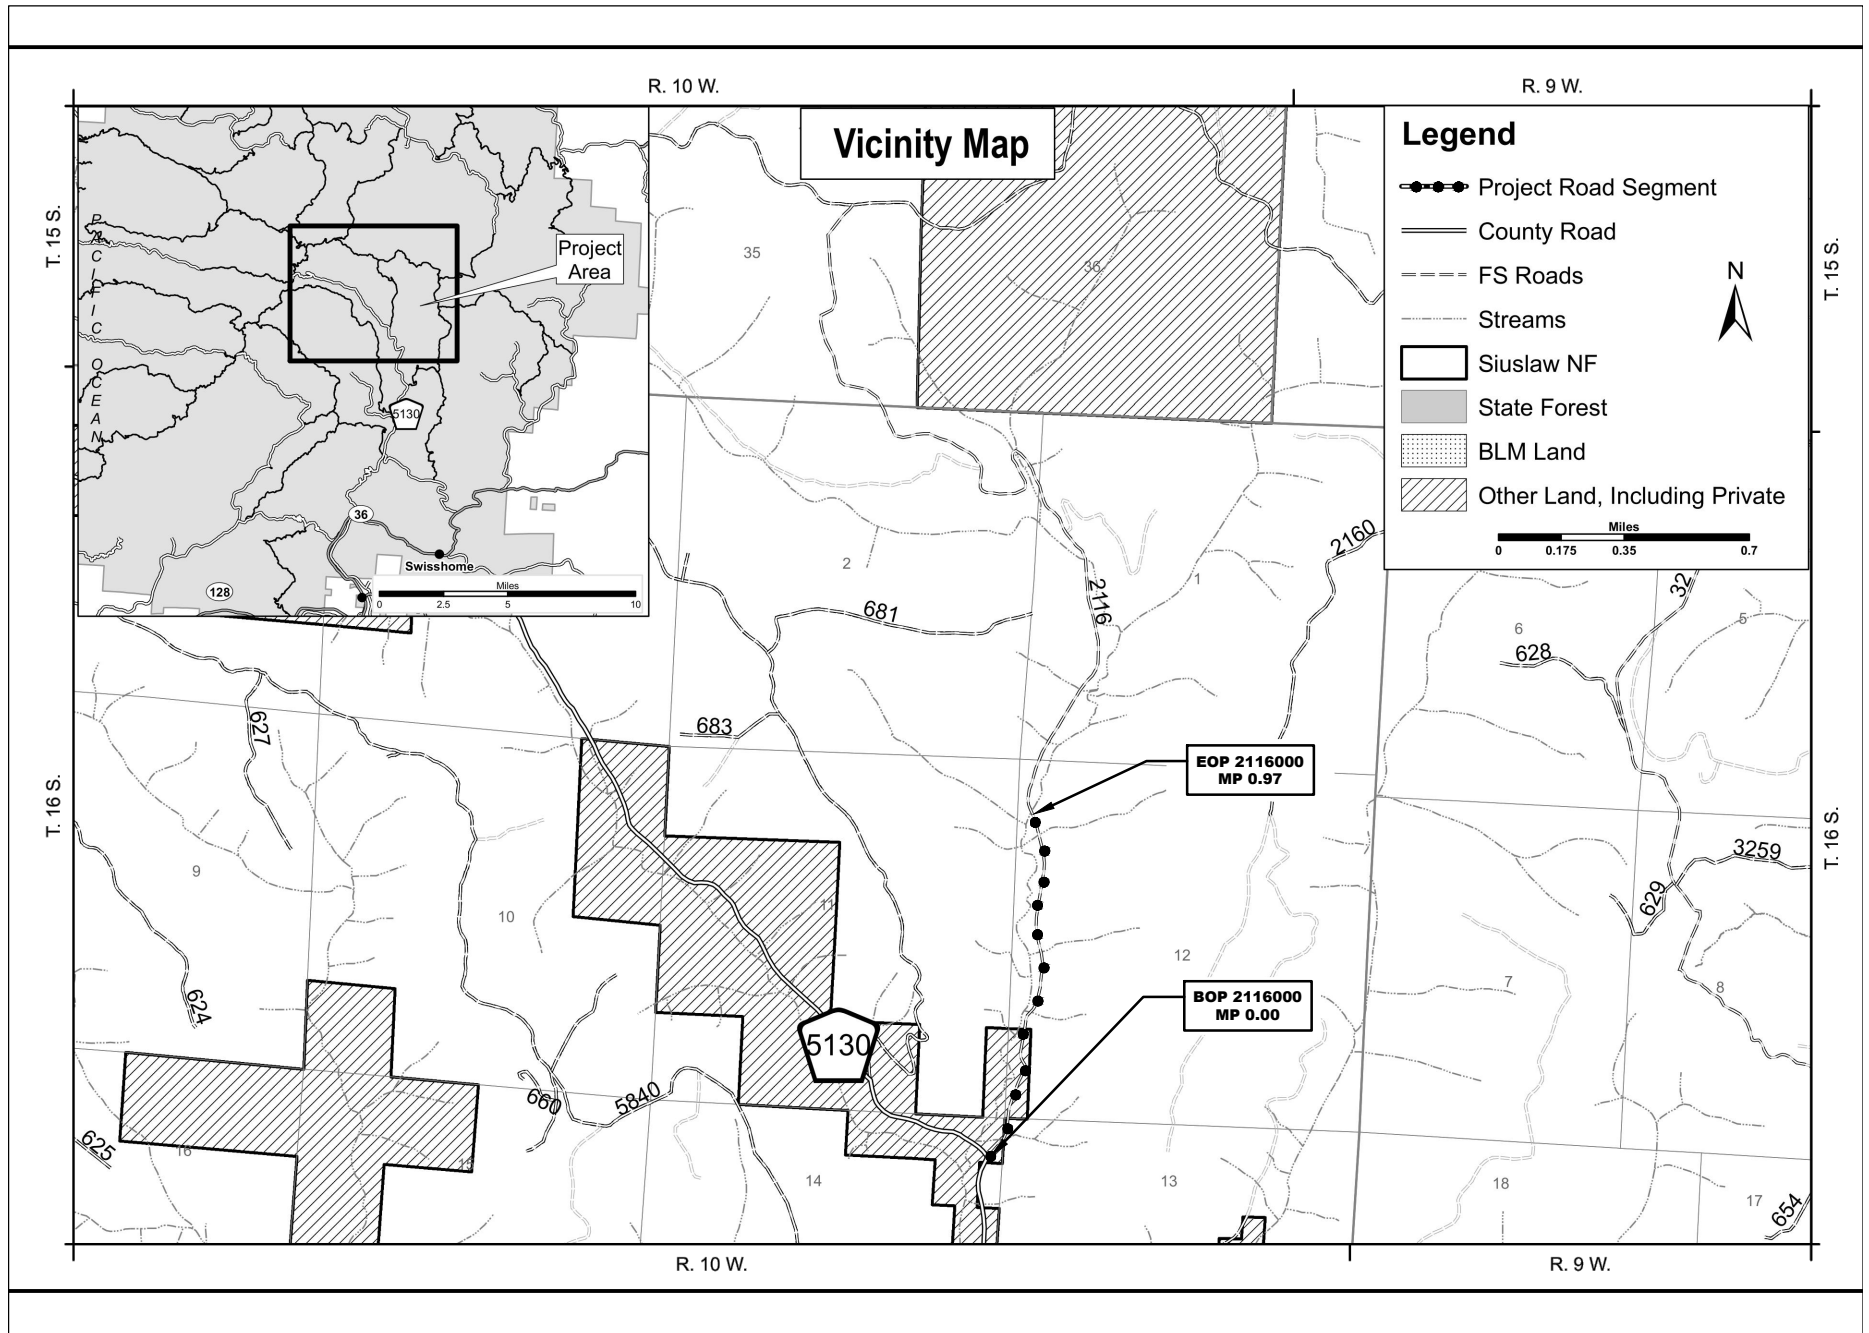 R. 10 W.
R. 9 W.
Vicinity Map
Legend
Project Road Segment
County Road
FS Roads
Streams
Siuslaw NF
State Forest
BLM Land
Other Land, Including Private
N
Miles
0 0.175 0.35 0.7
T. 15 S.
T. 15 S.
PACIFIC OCEAN
Project
Area
5130
36
Swisshome
128
Miles
0 2.5 5 10
35
36
2160
2
1
2116
681
32
5
6
628
683
627
EOP 2116000
MP 0.97
T. 16 S.
T. 16 S.
3259
629
9
10
11
12
7
8
624
BOP 2116000
MP 0.00
5130
660
5840
625
16
15
14
13
18
17
654
R. 10 W.
R. 9 W.